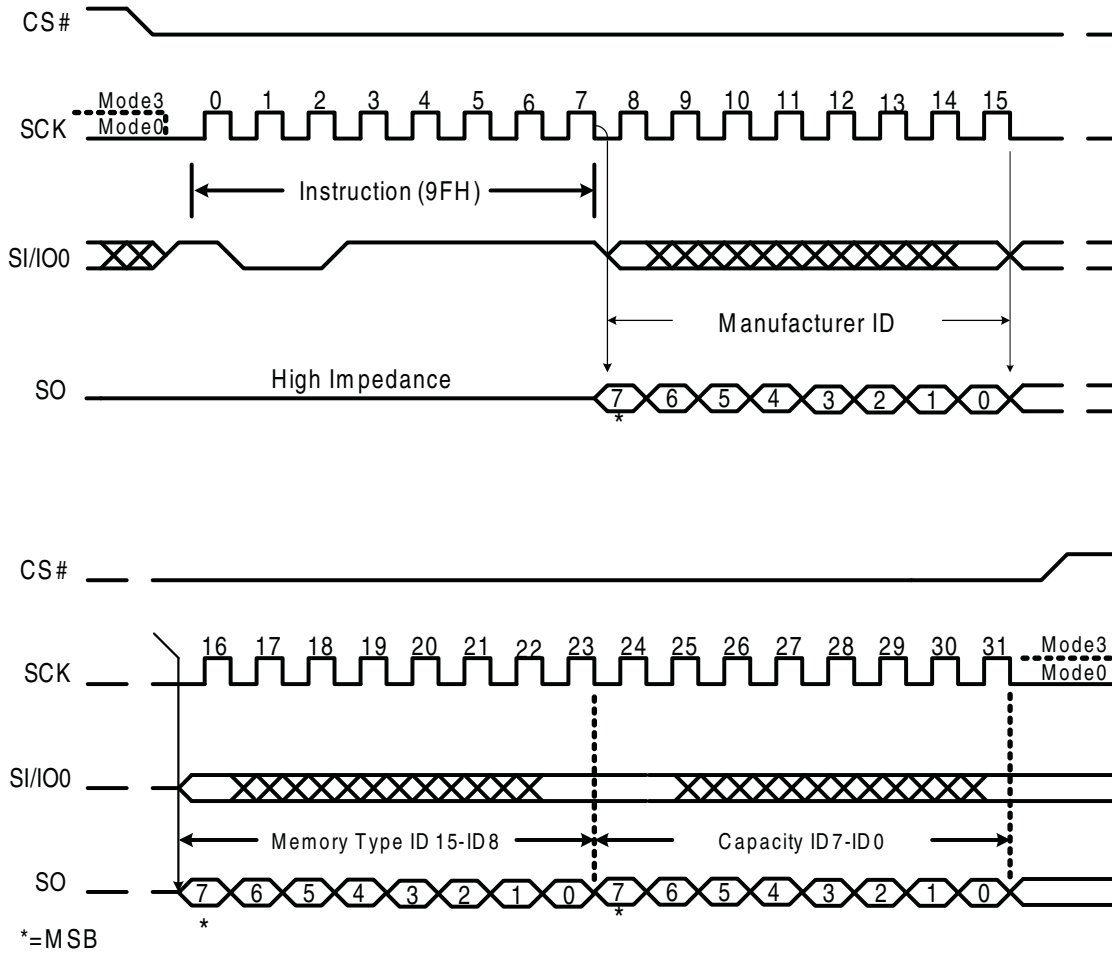 CS#
Mode3 0 1 2 3 4 5 6 7 8 9 10 11 12 13 14 15
SCK Mode0
Instruction (9FH)
SI/IO0
Manufacturer ID
High Impedance
SO 7 6 5 4 3 2 1 0
*
CS#
16 17 18 19 20 21 22 23 24 25 26 27 28 29 30 31 Mode3
SCK Mode0
SI/IO0
Memory Type ID 15-ID8 Capacity ID7-ID0
SO 7 6 5 4 3 2 1 0 7 6 5 4 3 2 1 0
* *
*=MSB